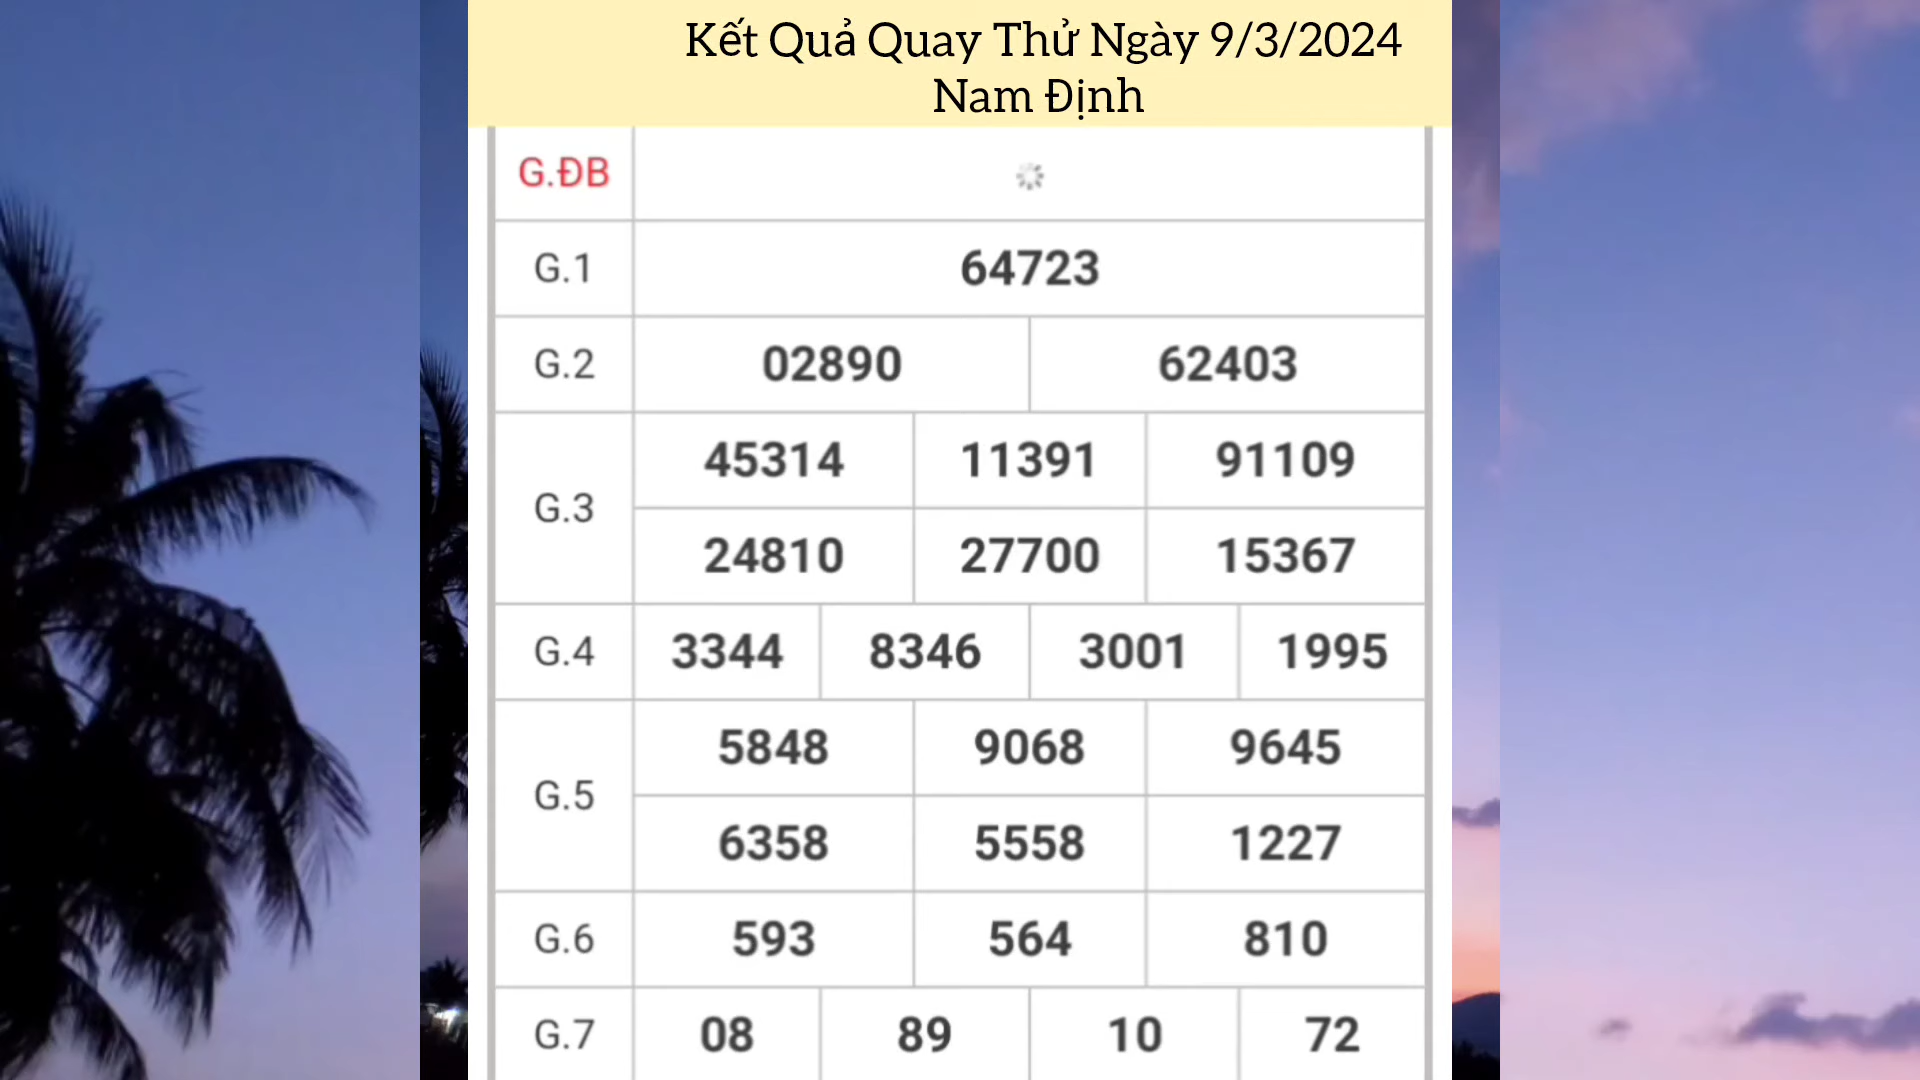 Kết Quả Quay Thử Ngày 9/3/2024
Nam Định
G.ĐB
G.1 64723
G.2 02890 62403
G.3
45314 11391 91109
24810 27700 15367
G.4 3344 8346 3001 1995
G.5
5848 9068 9645
6358 5558 1227
G.6 593 564 810
G.7 08 89 10 72